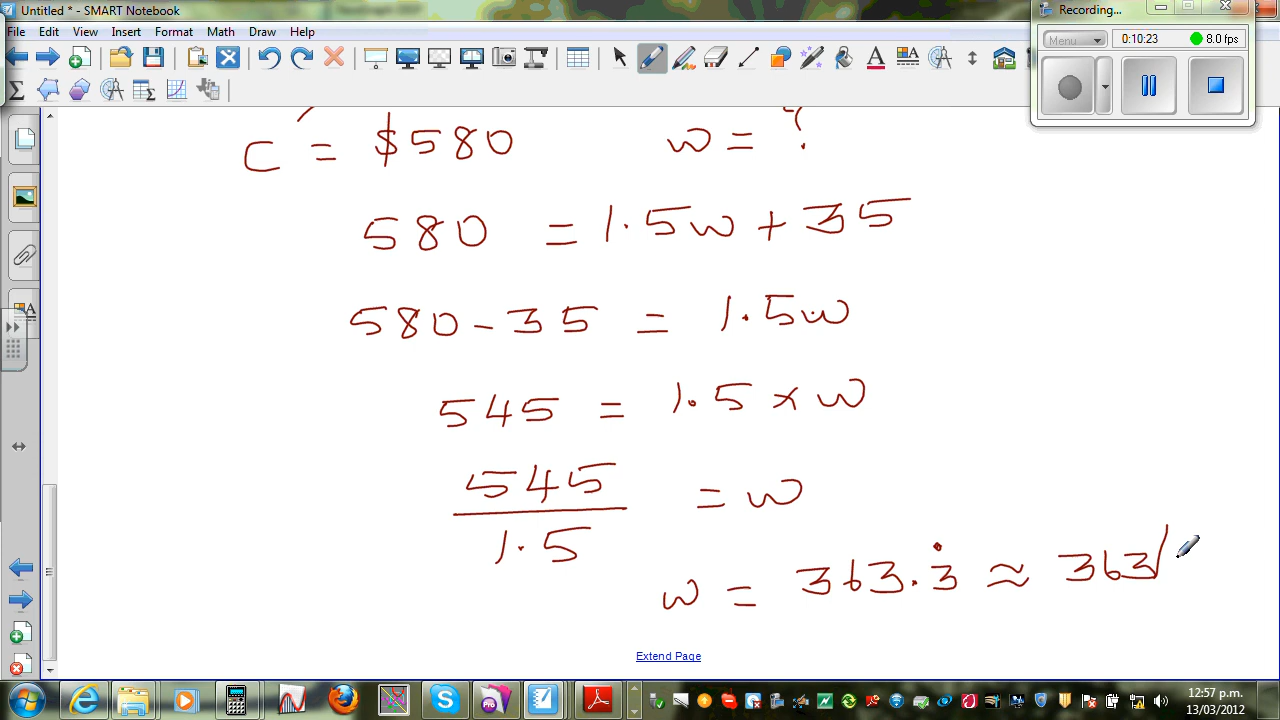 Untitled * - SMART Notebook
Recording...
File Edit View Insert Format Math Draw Help
Menu 0:10:23 8.0 fps
C = $580 w = ?
580 = 1.5w + 35
580 - 35 = 1.5w
545 = 1.5 × w
545/1.5 = w
w = 363.3̇ ≈ 363
Extend Page
12:57 p.m.
13/03/2012